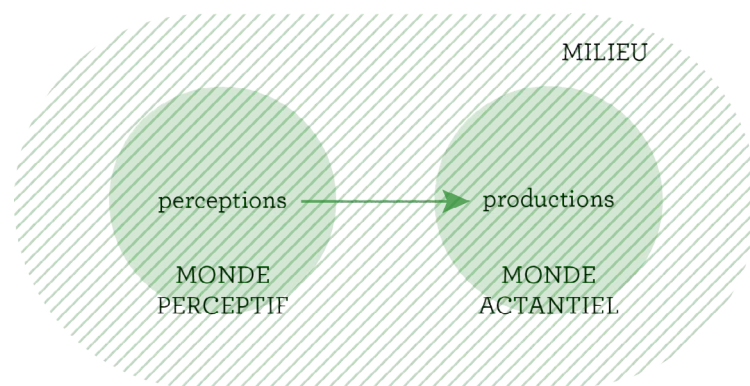 MILIEU
perceptions
productions
MONDE
PERCEPTIF
MONDE
ACTANTIEL